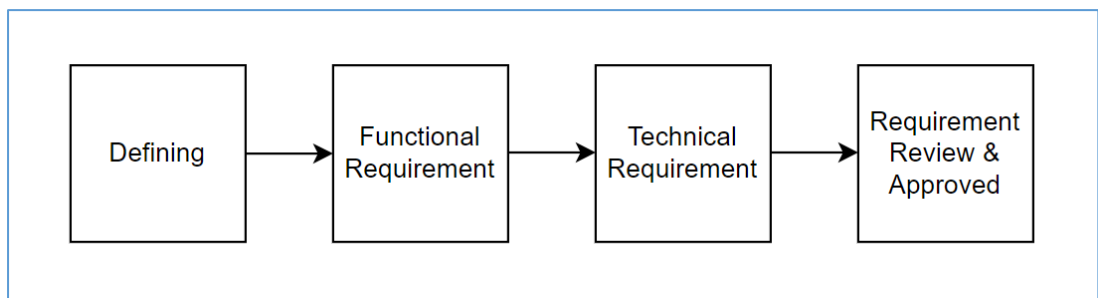 Defining
Functional
Requirement
Technical
Requirement
Requirement
Review &
Approved